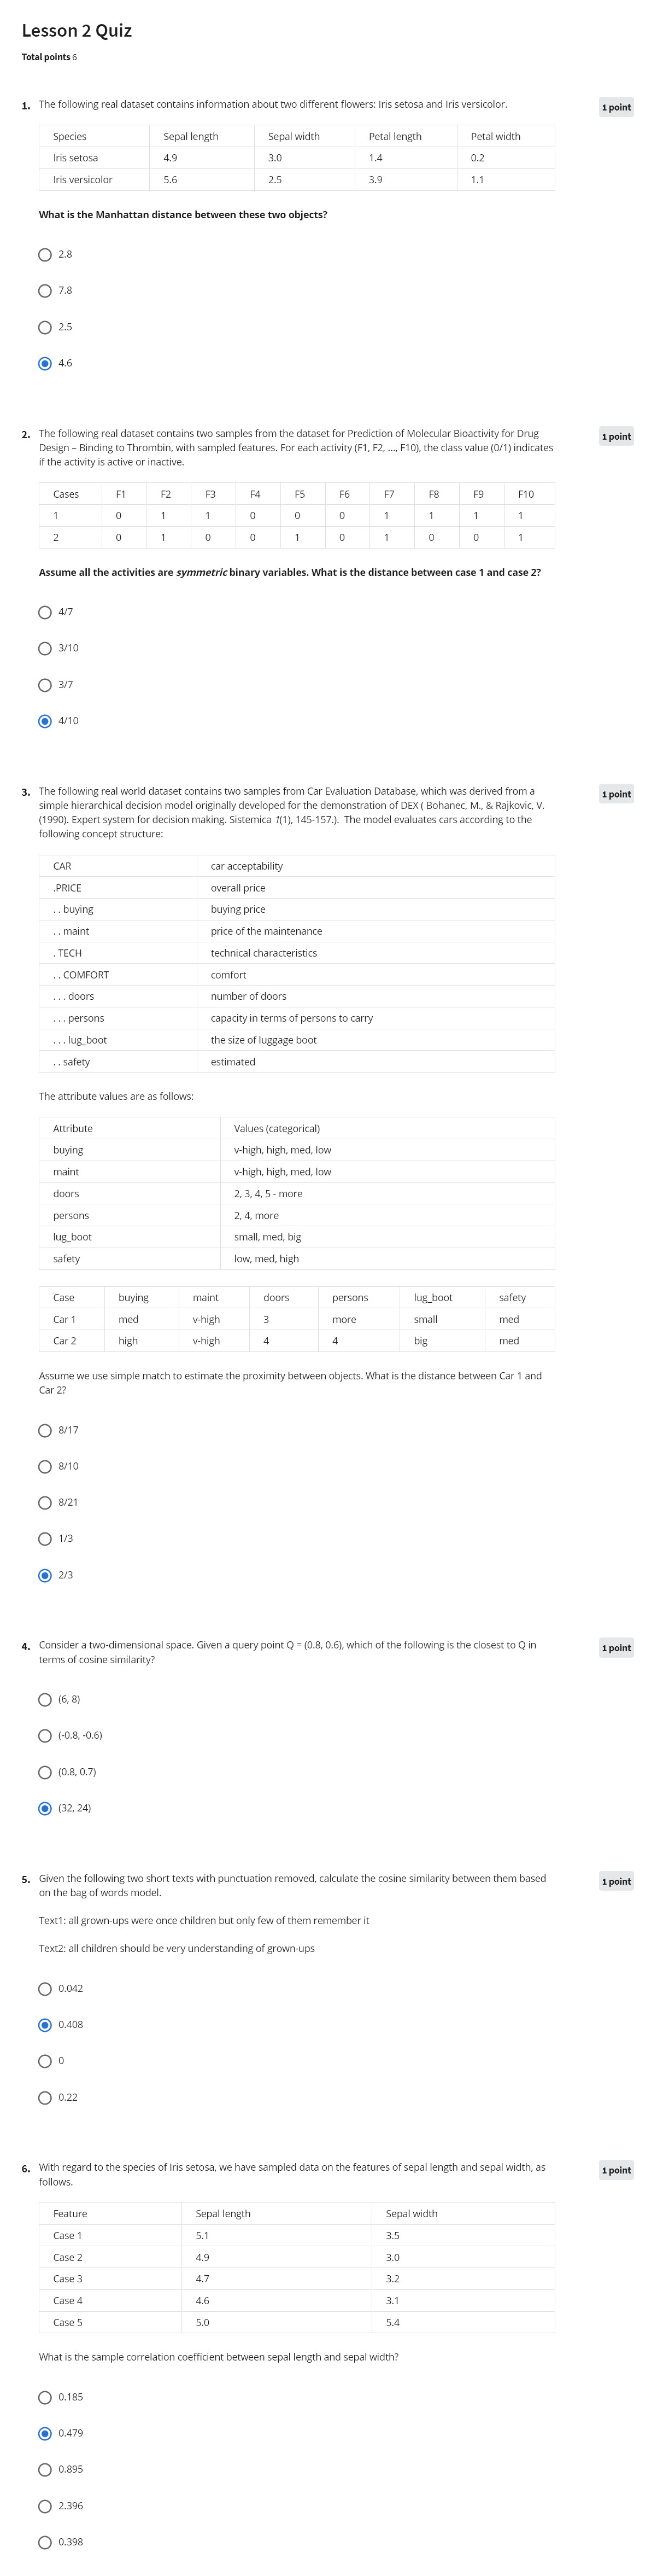 Lesson 2 Quiz
Total points 6
1. The following real dataset contains information about two different flowers: Iris setosa and Iris versicolor.
1 point
Species Sepal length Sepal width Petal length Petal width
Iris setosa 4.9 3.0 1.4 0.2
Iris versicolor 5.6 2.5 3.9 1.1
What is the Manhattan distance between these two objects?
2.8
7.8
2.5
4.6
2. The following real dataset contains two samples from the dataset for Prediction of Molecular Bioactivity for Drug
Design – Binding to Thrombin, with sampled features. For each activity (F1, F2, ..., F10), the class value (0/1) indicates
if the activity is active or inactive.
1 point
Cases F1 F2 F3 F4 F5 F6 F7 F8 F9 F10
1 0 1 1 0 0 0 1 1 1 1
2 0 1 0 0 1 0 1 0 0 1
Assume all the activities are symmetric binary variables. What is the distance between case 1 and case 2?
4/7
3/10
3/7
4/10
3. The following real world dataset contains two samples from Car Evaluation Database, which was derived from a
simple hierarchical decision model originally developed for the demonstration of DEX ( Bohanec, M., & Rajkovic, V.
(1990). Expert system for decision making. Sistemica 1(1), 145-157.). The model evaluates cars according to the
following concept structure:
1 point
CAR car acceptability
.PRICE overall price
. . buying buying price
. . maint price of the maintenance
. TECH technical characteristics
. . COMFORT comfort
. . . doors number of doors
. . . persons capacity in terms of persons to carry
. . . lug_boot the size of luggage boot
. . safety estimated
The attribute values are as follows:
Attribute Values (categorical)
buying v-high, high, med, low
maint v-high, high, med, low
doors 2, 3, 4, 5 - more
persons 2, 4, more
lug_boot small, med, big
safety low, med, high
Case buying maint doors persons lug_boot safety
Car 1 med v-high 3 more small med
Car 2 high v-high 4 4 big med
Assume we use simple match to estimate the proximity between objects. What is the distance between Car 1 and
Car 2?
8/17
8/10
8/21
1/3
2/3
4. Consider a two-dimensional space. Given a query point Q = (0.8, 0.6), which of the following is the closest to Q in
terms of cosine similarity?
1 point
(6, 8)
(-0.8, -0.6)
(0.8, 0.7)
(32, 24)
5. Given the following two short texts with punctuation removed, calculate the cosine similarity between them based
on the bag of words model.
1 point
Text1: all grown-ups were once children but only few of them remember it
Text2: all children should be very understanding of grown-ups
0.042
0.408
0
0.22
6. With regard to the species of Iris setosa, we have sampled data on the features of sepal length and sepal width, as
follows.
1 point
Feature Sepal length Sepal width
Case 1 5.1 3.5
Case 2 4.9 3.0
Case 3 4.7 3.2
Case 4 4.6 3.1
Case 5 5.0 5.4
What is the sample correlation coefficient between sepal length and sepal width?
0.185
0.479
0.895
2.396
0.398